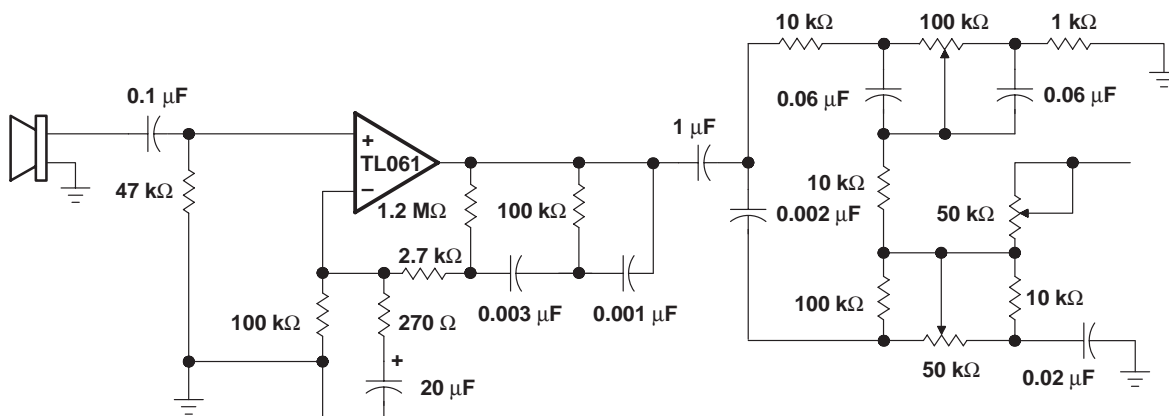 10 kΩ
100 kΩ
1 kΩ
0.06 μF
0.06 μF
0.1 μF
1 μF
+
TL061
−
47 kΩ
1.2 MΩ
100 kΩ
10 kΩ
0.002 μF
50 kΩ
2.7 kΩ
100 kΩ
270 Ω
0.003 μF
0.001 μF
100 kΩ
10 kΩ
+
20 μF
50 kΩ
0.02 μF